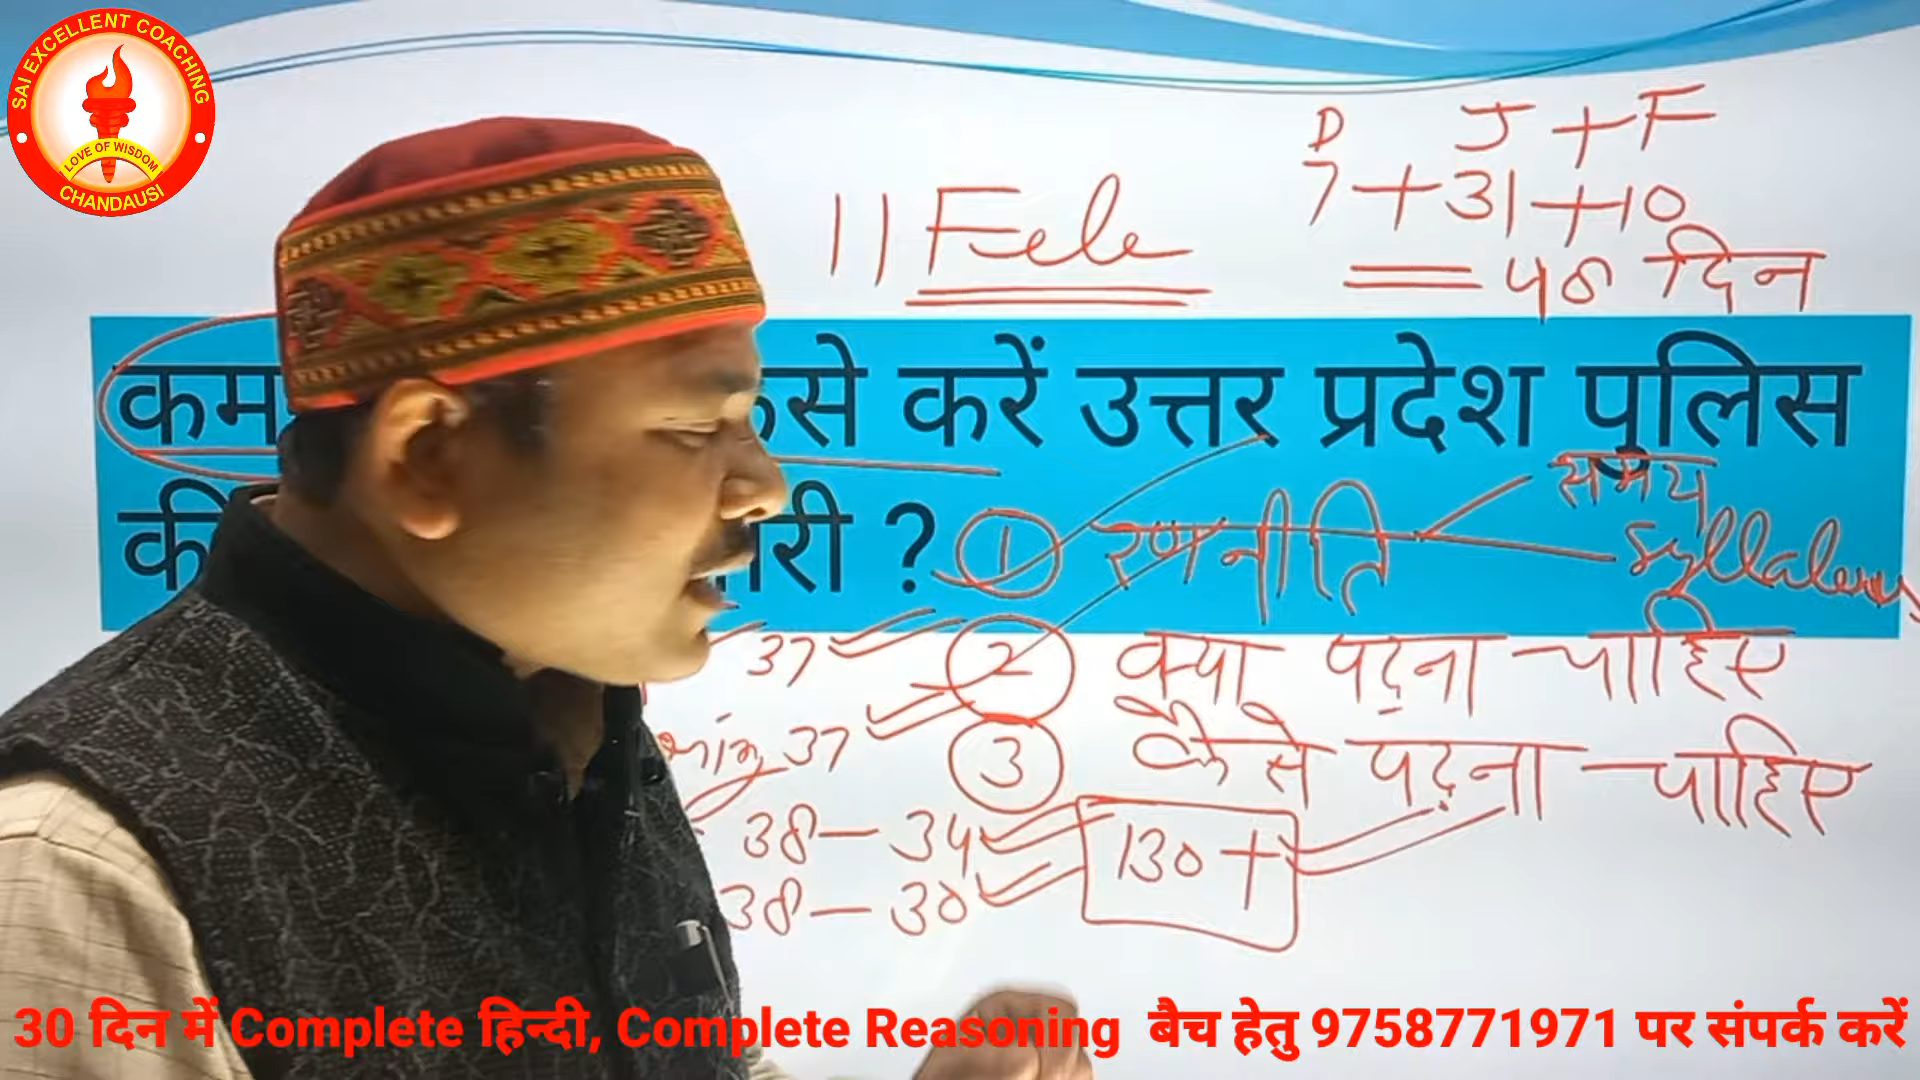 SAI EXCELLENT COACHING
LOVE OF WISDOM
CHANDAUSI
D J + F
7 + 31 + 10
= 48 दिन
11 Feb
कम कैसे करें उत्तर प्रदेश पुलिस
की ारी ?
1 रणनीति
समय
Syllabus
37 2 क्या पढ़ना चाहिए
37 3 कैसे पढ़ना चाहिए
38 - 34
38 - 30
130 +
30 दिन में Complete हिन्दी, Complete Reasoning बैच हेतु 9758771971 पर संपर्क करें